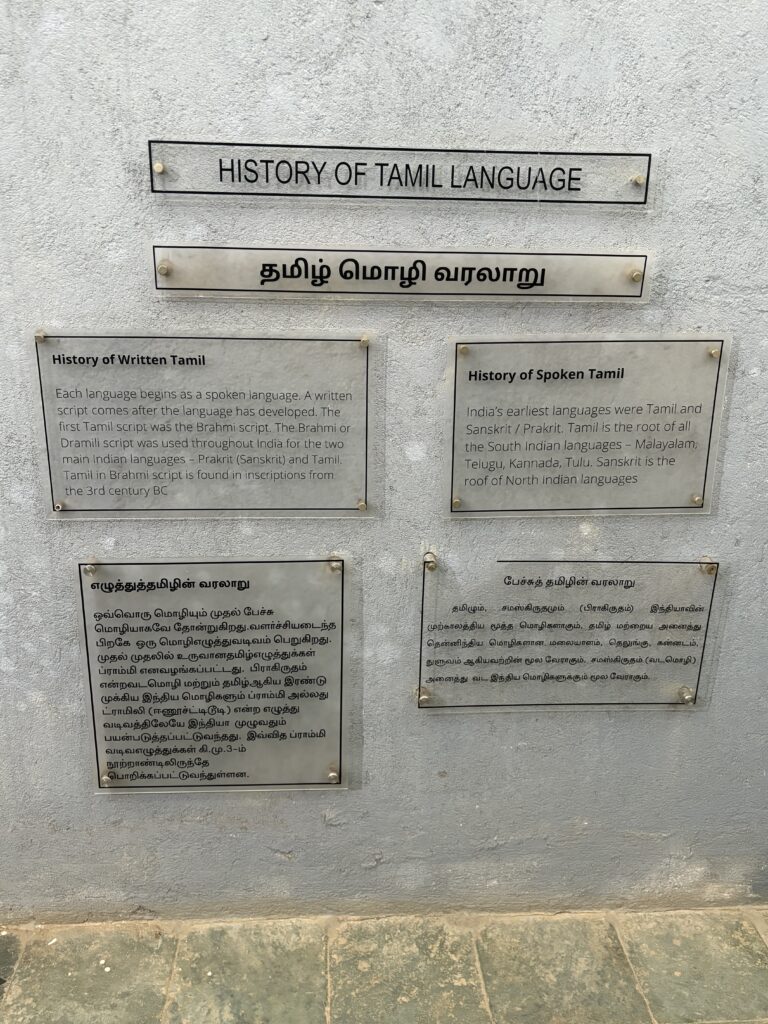 HISTORY OF TAMIL LANGUAGE
தமிழ் மொழி வரலாறு
History of Written Tamil
Each language begins as a spoken language. A written
script comes after the language has developed. The
first Tamil script was the Brahmi script. The Brahmi or
Dramili script was used throughout India for the two
main Indian languages – Prakrit (Sanskrit) and Tamil.
Tamil in Brahmi script is found in inscriptions from
the 3rd century BC
History of Spoken Tamil
India's earliest languages were Tamil and
Sanskrit / Prakrit. Tamil is the root of all
the South Indian languages – Malayalam,
Telugu, Kannada, Tulu. Sanskrit is the
roof of North Indian languages
எழுத்துத்தமிழின் வரலாறு
ஒவ்வொரு மொழியும் முதல் பேச்சு
மொழியாகவே தோன்றுகிறது.வளர்ச்சியடைந்த
பிறகே ஒரு மொழிஎழுத்துவடிவம் பெறுகிறது.
முதல் முதலில் உருவானதமிழ்எழுத்துக்கள்
ப்ராம்மி எனவழங்கப்பட்டது. பிராகிருதம்
என்றவடமொழி மற்றும் தமிழ்ஆகிய இரண்டு
முக்கிய இந்திய மொழிகளும் ப்ராம்மி அல்லது
ட்ராமிலி (ஈணூச்ட்டிடூடி) என்ற எழுத்து
வடிவத்திலேயே இந்தியா முழுவதும்
பயன்படுத்தப்பட்டுவந்தது. இவ்வித ப்ராம்மி
வடிவஎழுத்துக்கள் கி.மு.3-ம்
நூற்றாண்டிலிருந்தே
பொறிக்கப்பட்டுவந்துள்ளன.
பேச்சுத் தமிழின் வரலாறு
தமிழும், சமஸ்கிருதமும் (பிராகிருதம்) இந்தியாவின்
முற்காலத்திய மூத்த மொழிகளாகும். தமிழ் மற்றைய அனைத்து
தென்னிந்திய மொழிகளான மலையாளம், தெலுங்கு, கன்னடம்,
துளுவம் ஆகியவற்றின் மூல வேராகும். சமஸ்கிருதம் (வடமொழி)
அனைத்து வட இந்திய மொழிகளுக்கும் மூல வேராகும்.